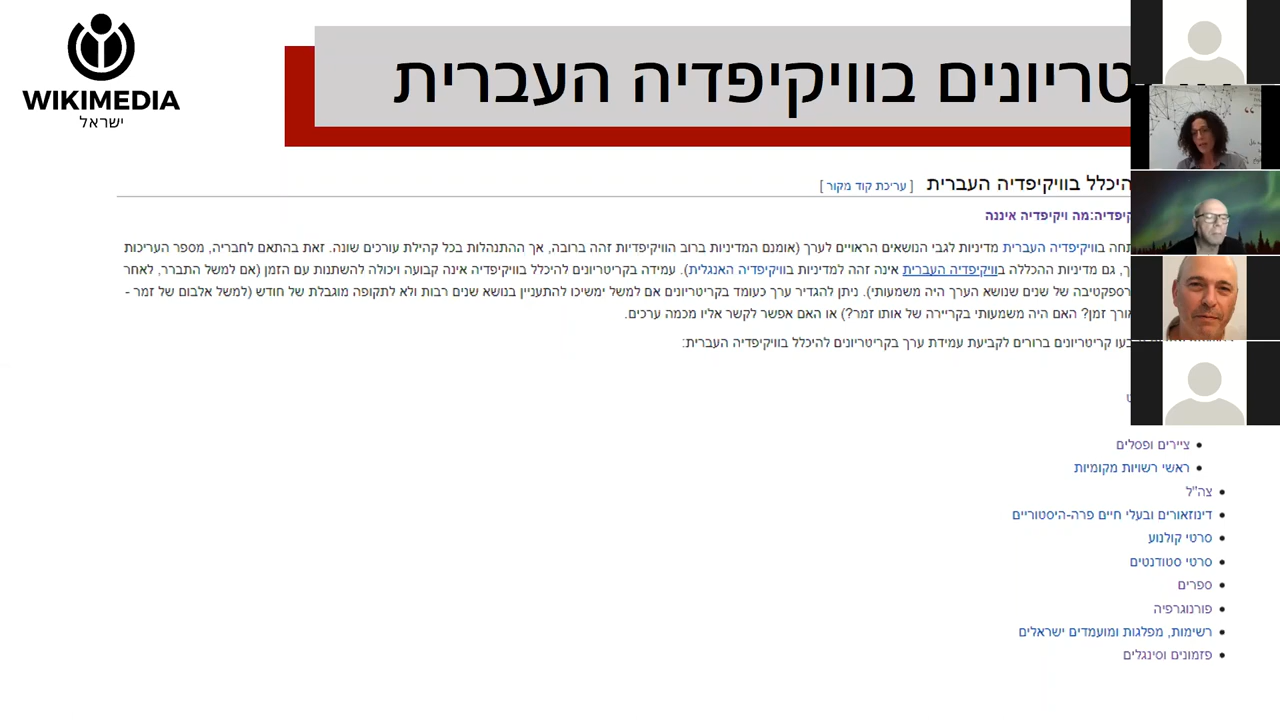 WIKIMEDIA
ישראל
בוויקיפדיה העברית
היכלל בוויקיפדיה העברית [ עריכת קוד מקור ]
מה ויקיפדיה איננה
בוויקיפדיה העברית מדיניות לגבי הנושאים הראויים לערך (אומנם המדיניות ברוב הוויקיפדיות זהה ברובה, אך ההתנהלות בכל קהילת עורכים שונה. זאת בהתאם לחבריה, מספר העריכות
גם מדיניות ההכללה בוויקיפדיה העברית אינה זהה למדיניות בוויקיפדיה האנגלית). עמידה בקריטריונים להיכלל בוויקיפדיה אינה קבועה ויכולה להשתנות עם הזמן (אם למשל התברר, לאחר
של שנים שנושא הערך היה משמעותי). ניתן להגדיר ערך כעומד בקריטריונים אם למשל ימשיכו להתעניין בנושא שנים רבות ולא לתקופה מוגבלת של חודש (למשל אלבום של זמר -
זמן? האם היה משמעותי בקריירה של אותו זמר?) או האם אפשר לקשר אליו מכמה ערכים.
קריטריונים ברורים לקביעת עמידת ערך בקריטריונים להיכלל בוויקיפדיה העברית:
ציירים ופסלים
ראשי רשויות מקומיות
צה"ל
דינוזאורים ובעלי חיים פרה-היסטוריים
סרטי קולנוע
סרטי סטודנטים
ספרים
פורנוגרפיה
רשימות, מפלגות ומועמדים ישראלים
פזמונים וסינגלים